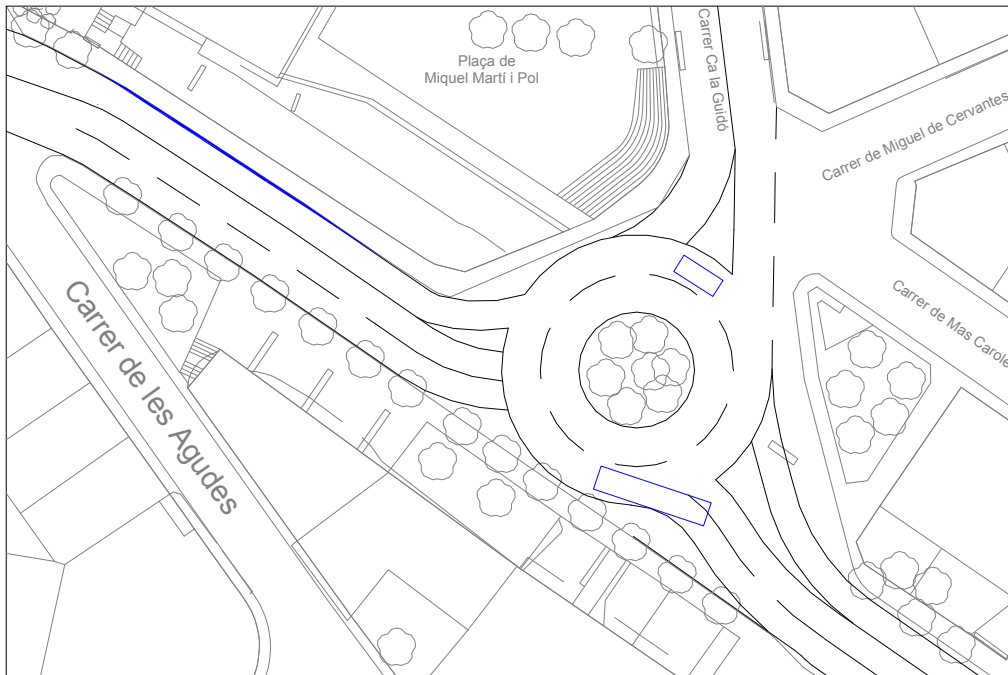 Plaça de
Miquel Martí i Pol
Carrer Ca la Guidó
Carrer de Miguel de Cervantes
Carrer de Mas Carole
Carrer de les Agudes